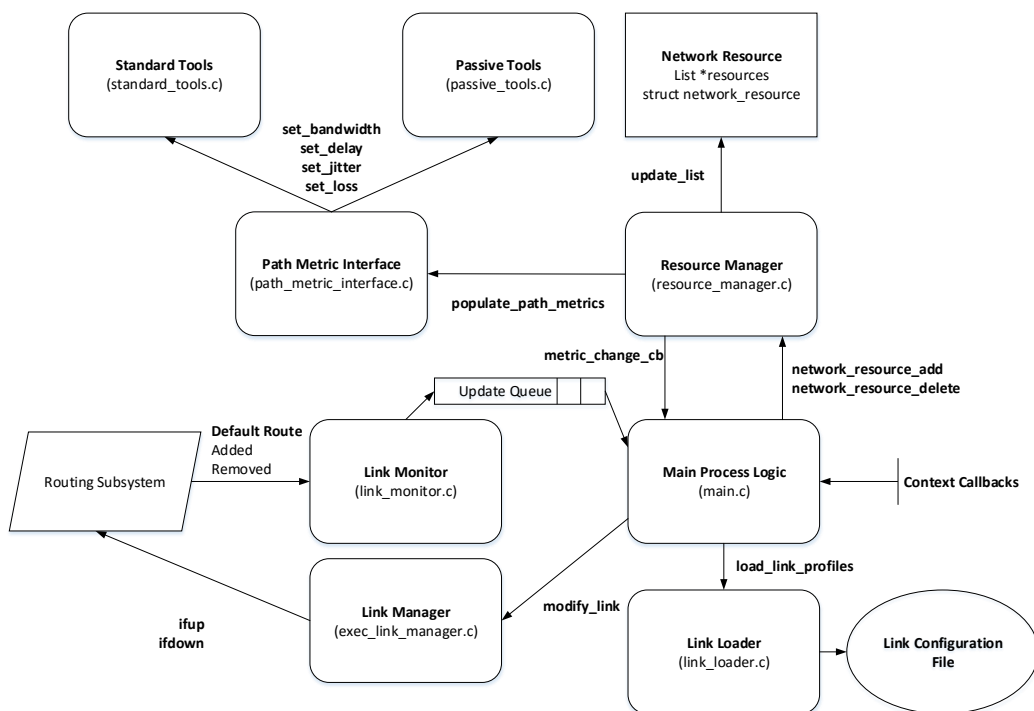 Standard Tools
(standard_tools.c)
Passive Tools
(passive_tools.c)
Network Resource
List *resources
struct network_resource
set_bandwidth
set_delay
set_jitter
set_loss
update_list
Path Metric Interface
(path_metric_interface.c)
Resource Manager
(resource_manager.c)
populate_path_metrics
metric_change_cb
network_resource_add
network_resource_delete
Update Queue
Default Route
Added
Removed
Routing Subsystem
Link Monitor
(link_monitor.c)
Main Process Logic
(main.c)
Context Callbacks
load_link_profiles
modify_link
ifup
ifdown
Link Manager
(exec_link_manager.c)
Link Loader
(link_loader.c)
Link Configuration
File